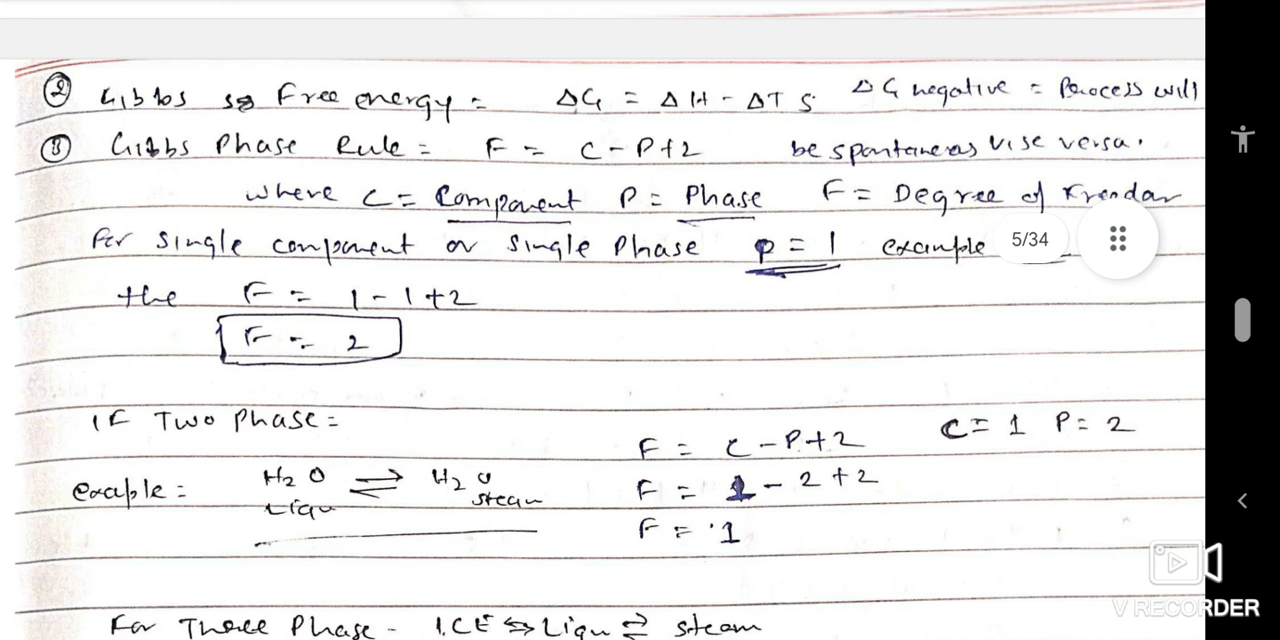 ② Gibbs Free energy = ΔG = ΔH - ΔT S. ΔG negative = Process will
③ Gibbs Phase Rule = F = C - P + 2 be spontaneous vise versa.
where C = Component P = Phase F = Degree of
For single component or single Phase P = 1 example
5/34
the F = 1 - 1 + 2
F = 2
IF Two Phase =
C = 1 P = 2
F = C - P + 2
exaple = H2O ⇌ H2O
Liqu steam
F = 1 - 2 + 2
F = 1
For Three Phase - ICE ⇌ Liqu ⇌ steam
V RECORDER